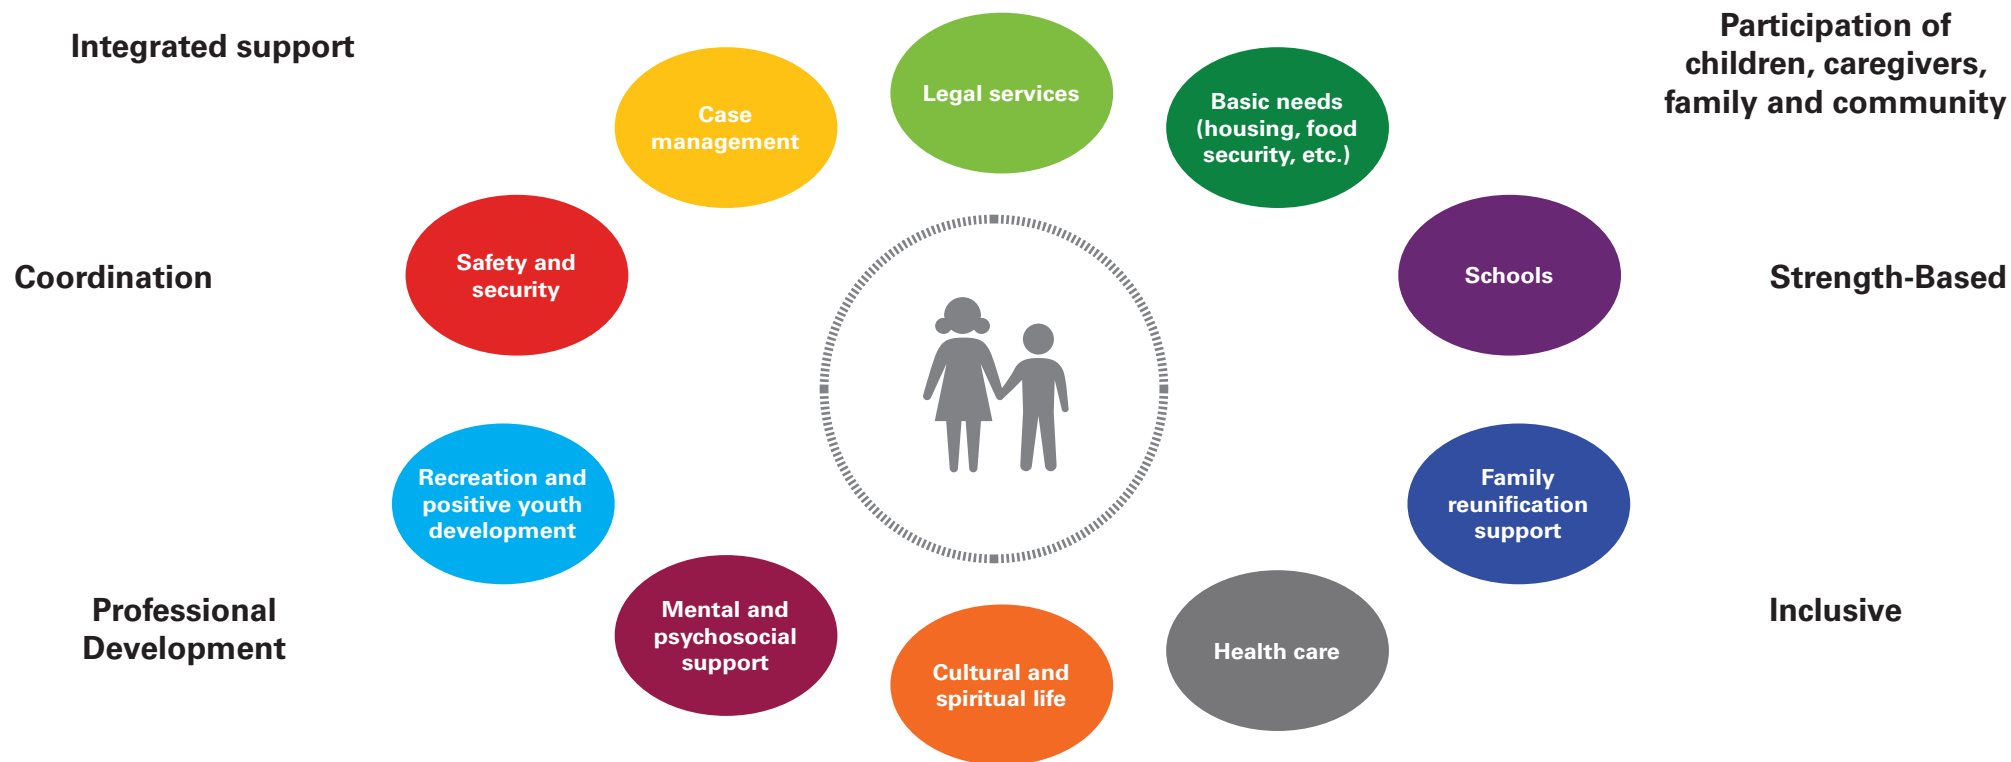 Integrated support
Participation of
children, caregivers,
family and community
Legal services
Case
management
Basic needs
(housing, food
security, etc.)
Coordination
Safety and
security
Schools
Strength-Based
Recreation and
positive youth
development
Family
reunification
support
Professional
Development
Mental and
psychosocial
support
Cultural and
spiritual life
Health care
Inclusive